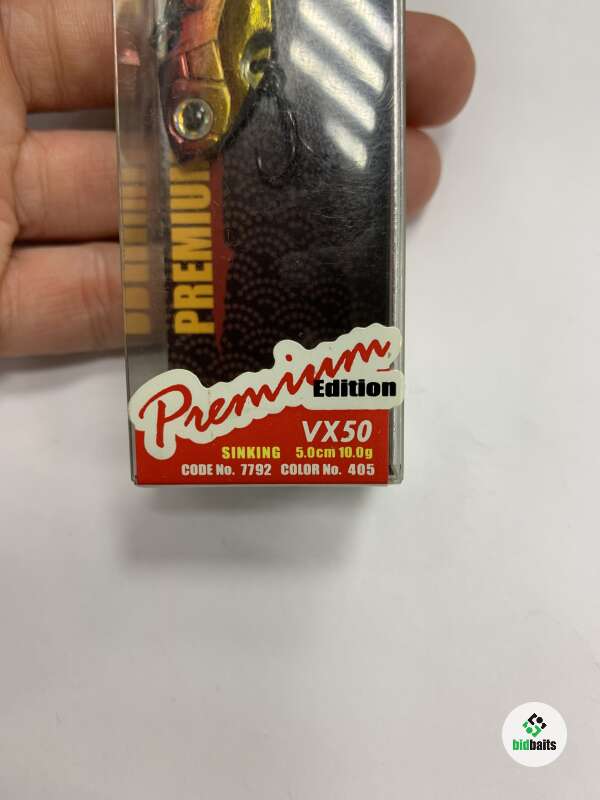 PREMIUM
Premium
Edition
VX50
SINKING 5.0cm 10.0g
CODE No. 7792 COLOR No. 405
bidbaits